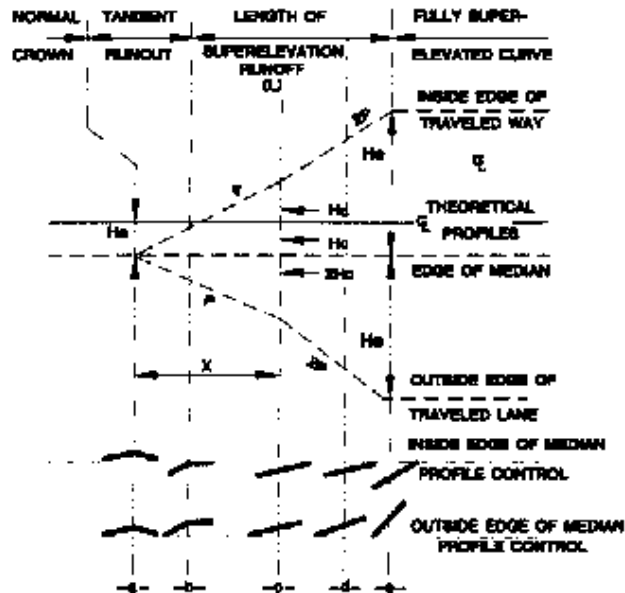 NORMAL
CROWN
TANGENT
RUNOUT
LENGTH OF
SUPERELEVATION
RUNOFF
(L)
FULLY SUPER-
ELEVATED CURVE
INSIDE EDGE OF
TRAVELED WAY
He
℄
THEORETICAL
℄
PROFILES
Hc
He
Hc
EDGE OF MEDIAN
2Hc
He
X
OUTSIDE EDGE OF
TRAVELED LANE
INSIDE EDGE OF MEDIAN
PROFILE CONTROL
OUTSIDE EDGE OF MEDIAN
PROFILE CONTROL